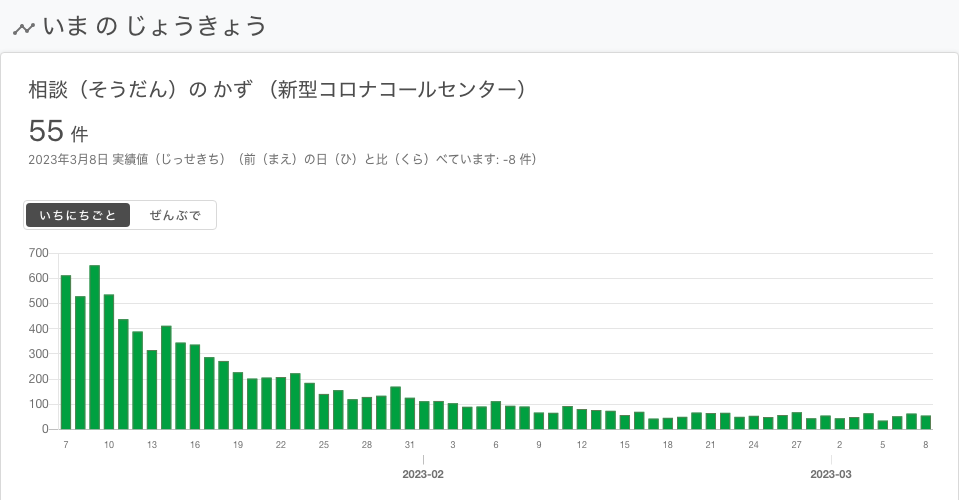 いま の じょうきょう
相談（そうだん）の かず （新型コロナコールセンター）
55 件
2023年3月8日 実績値（じっせきち）（前（まえ）の日（ひ）と比（くら）べています: -8 件）
いちにちごと ぜんぶで
700
600
500
400
300
200
100
0
7 10 13 16 19 22 25 28 31 3 6 9 12 15 18 21 24 27 2 5 8
2023-02 2023-03